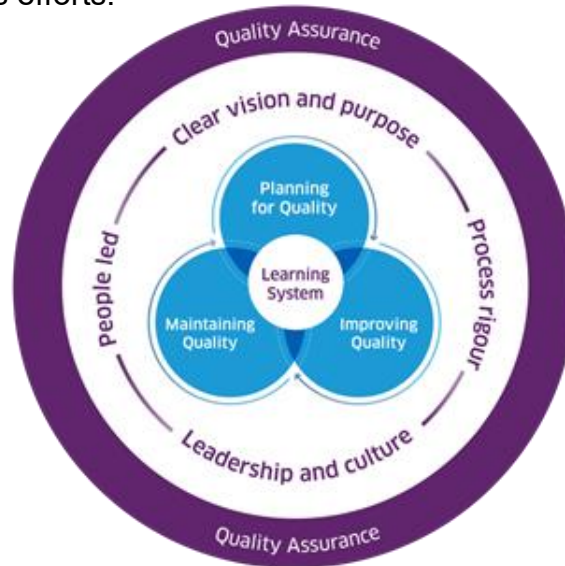 s efforts.
Quality Assurance
Clear vision and purpose
Planning
for Quality
People led
Process rigour
Learning
System
Maintaining
Quality
Improving
Quality
Leadership and culture
Quality Assurance